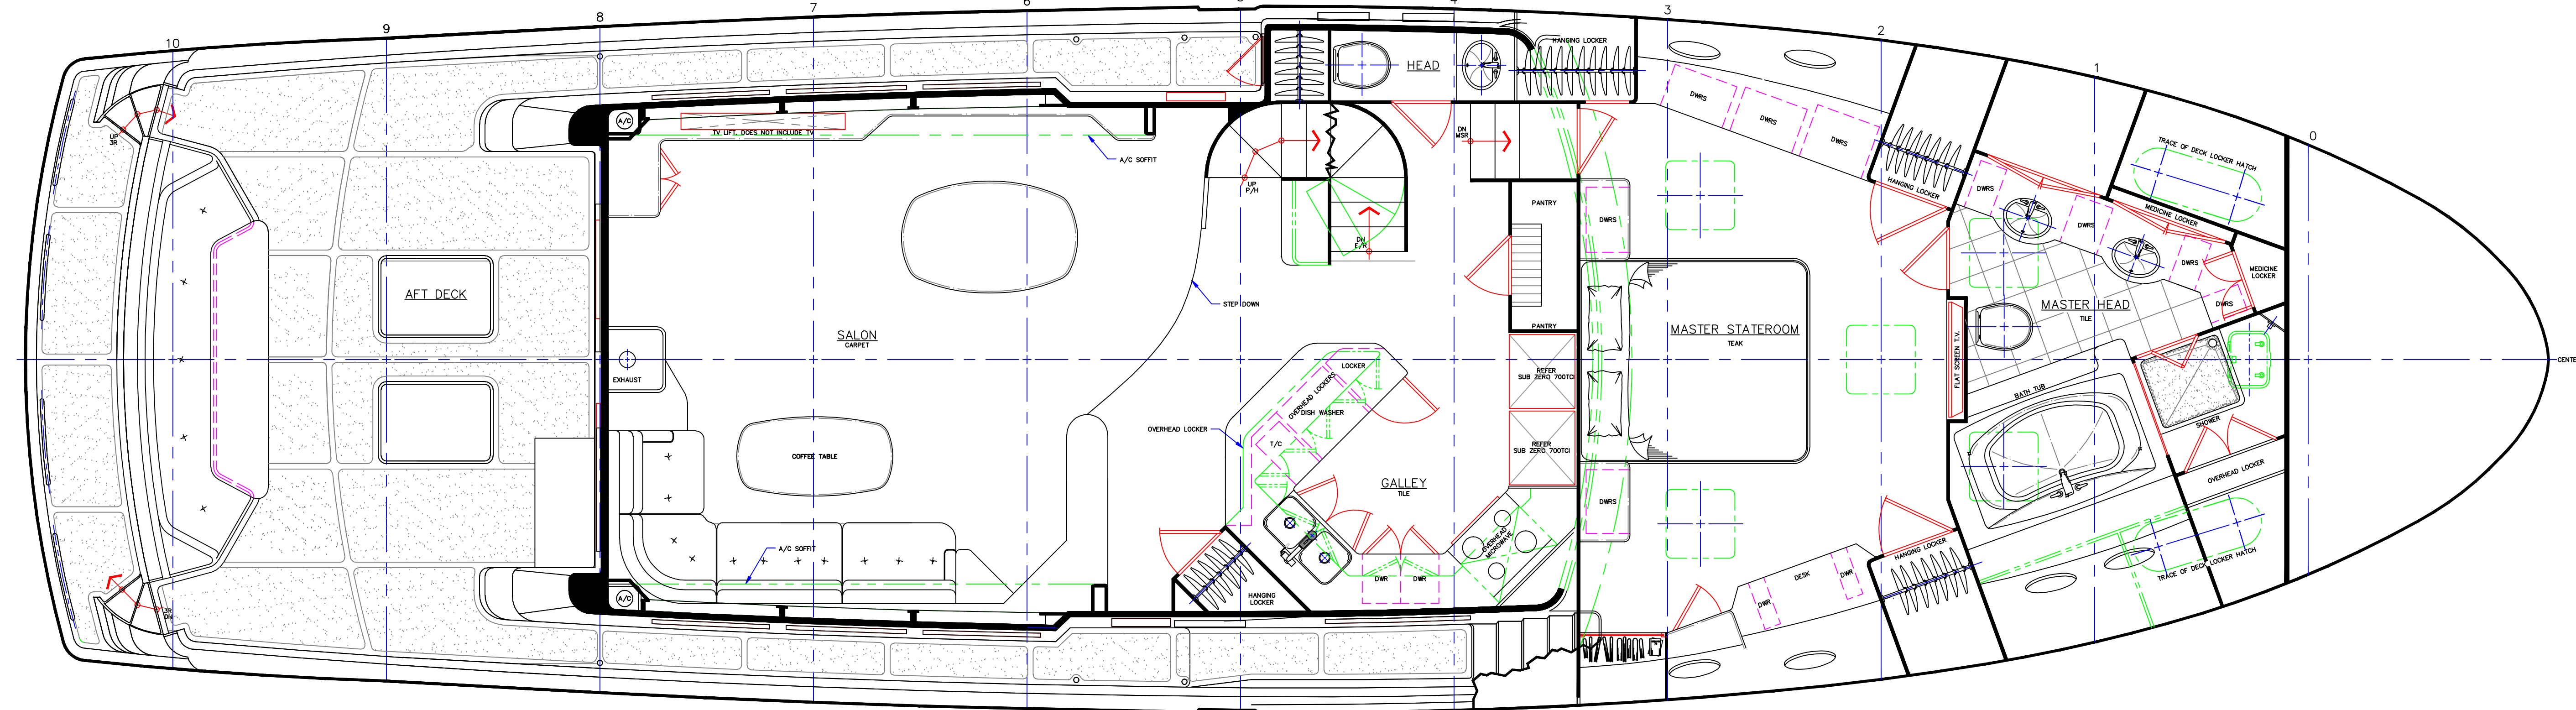 10
9
8
7
6
5
4
3
2
1
0
UP
3R
AFT DECK
3R
DN
A/C
TV LIFT, DOES NOT INCLUDE TV
A/C SOFFIT
SALON
CARPET
EXHAUST
COFFEE TABLE
A/C SOFFIT
A/C
UP
P/H
STEP DOWN
DN
E/H
HEAD
HANGING LOCKER
DN
MSR
PANTRY
PANTRY
REFER
SUB ZERO 700TCI
REFER
SUB ZERO 700TCI
LOCKER
OVERHEAD LOCKERS
DISH WASHER
T/C
OVERHEAD LOCKER
GALLEY
TILE
OVERHEAD
MICROWAVE
DWR
DWR
HANGING
LOCKER
DWRS
DWRS
DWRS
DWRS
HANGING LOCKER
MASTER STATEROOM
TEAK
DWRS
DWR
DESK
DWR
HANGING LOCKER
FLAT SCREEN T.V.
DWRS
DWRS
DWRS
DWRS
MEDICINE LOCKER
MEDICINE
LOCKER
TRACE OF DECK LOCKER HATCH
MASTER HEAD
TILE
BATH TUB
SHOWER
OVERHEAD LOCKER
TRACE OF DECK LOCKER HATCH
CENTE